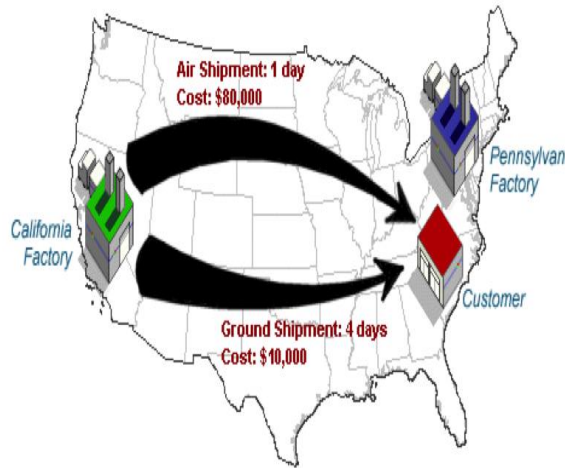 Air Shipment: 1 day
Cost: $80,000
Pennsylvan
Factory
California
Factory
Customer
Ground Shipment: 4 days
Cost: $10,000